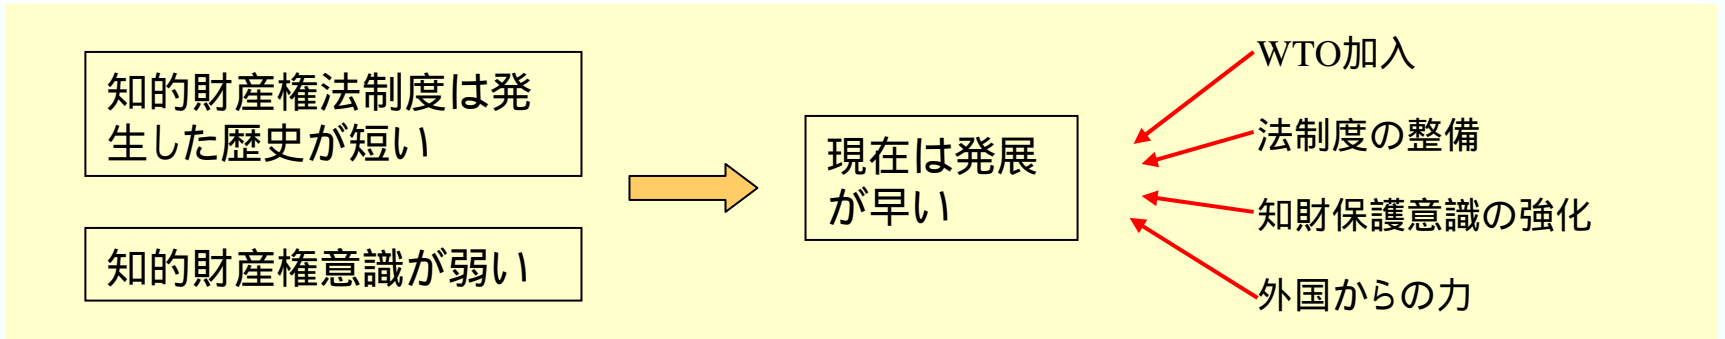 知的財産権法制度は発
生した歴史が短い
知的財産権意識が弱い
現在は発展
が早い
WTO加入
法制度の整備
知財保護意識の強化
外国からの力